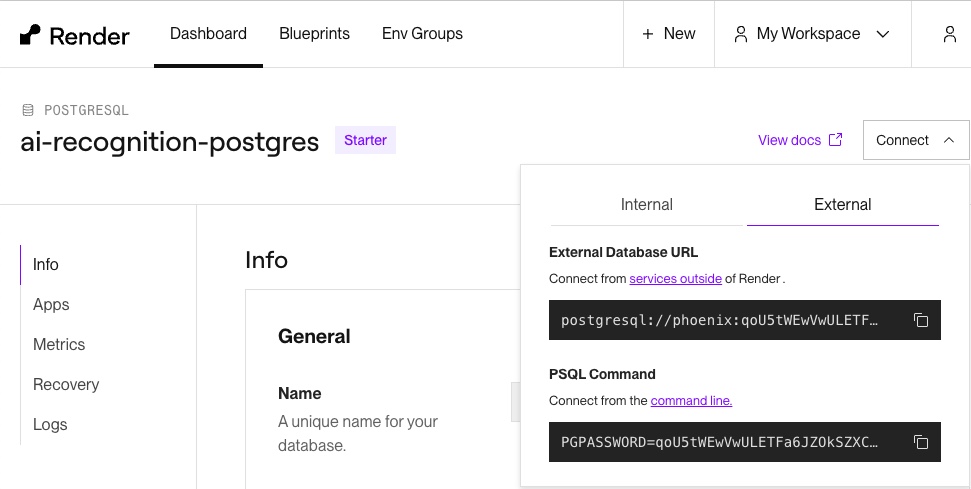 Render Dashboard Blueprints Env Groups + New My Workspace
POSTGRESQL
ai-recognition-postgres Starter View docs Connect
Internal External
External Database URL
Connect from services outside of Render .
postgresql://phoenix:qoU5tWEwVwULETF…
PSQL Command
Connect from the command line.
PGPASSWORD=qoU5tWEwVwULETFa6JZOkSZXC…
Info
Apps
Metrics
Recovery
Logs
Info
General
Name
A unique name for your
database.